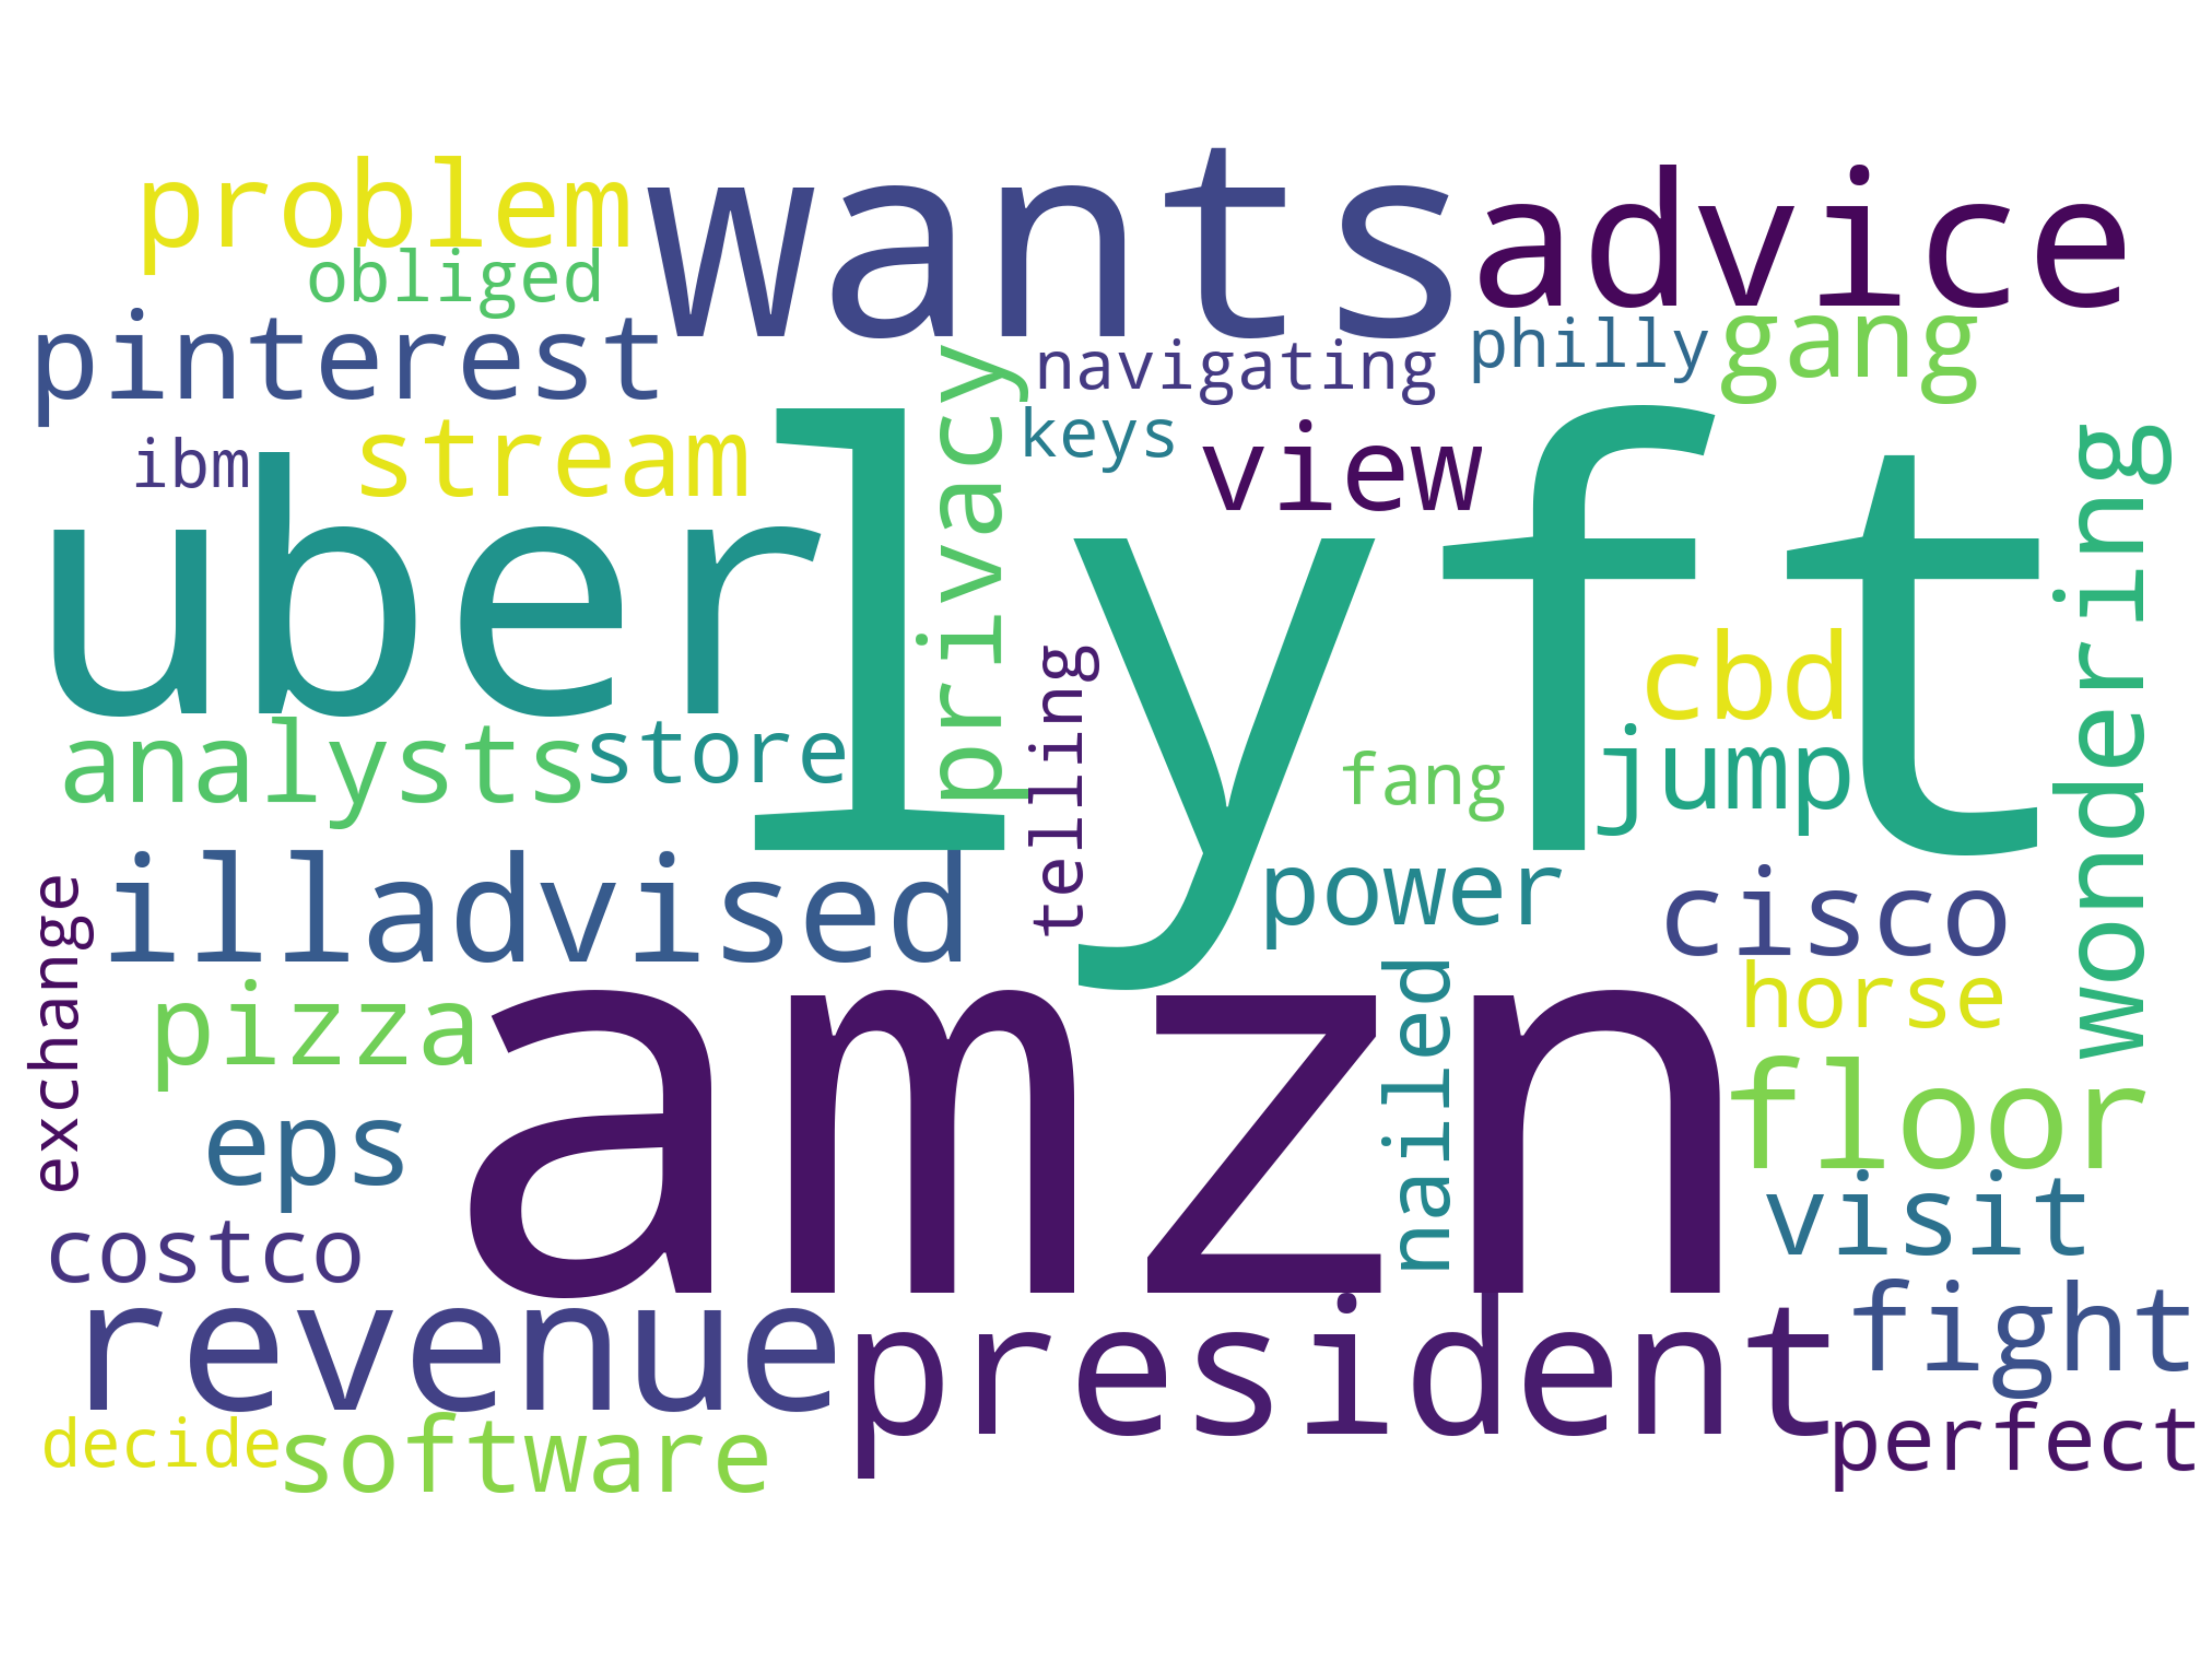 problem
wants
advice
obliged
pinterest
navigating
philly
gang
privacy
keys
view
ibm
stream
uber
lyft
wondering
telling
cbd
analysts
store
fang
jump
exchange
illadvised
power
cisco
pizza
amzn
nailed
horse
floor
eps
visit
costco
revenue
president
fight
decide
software
perfect